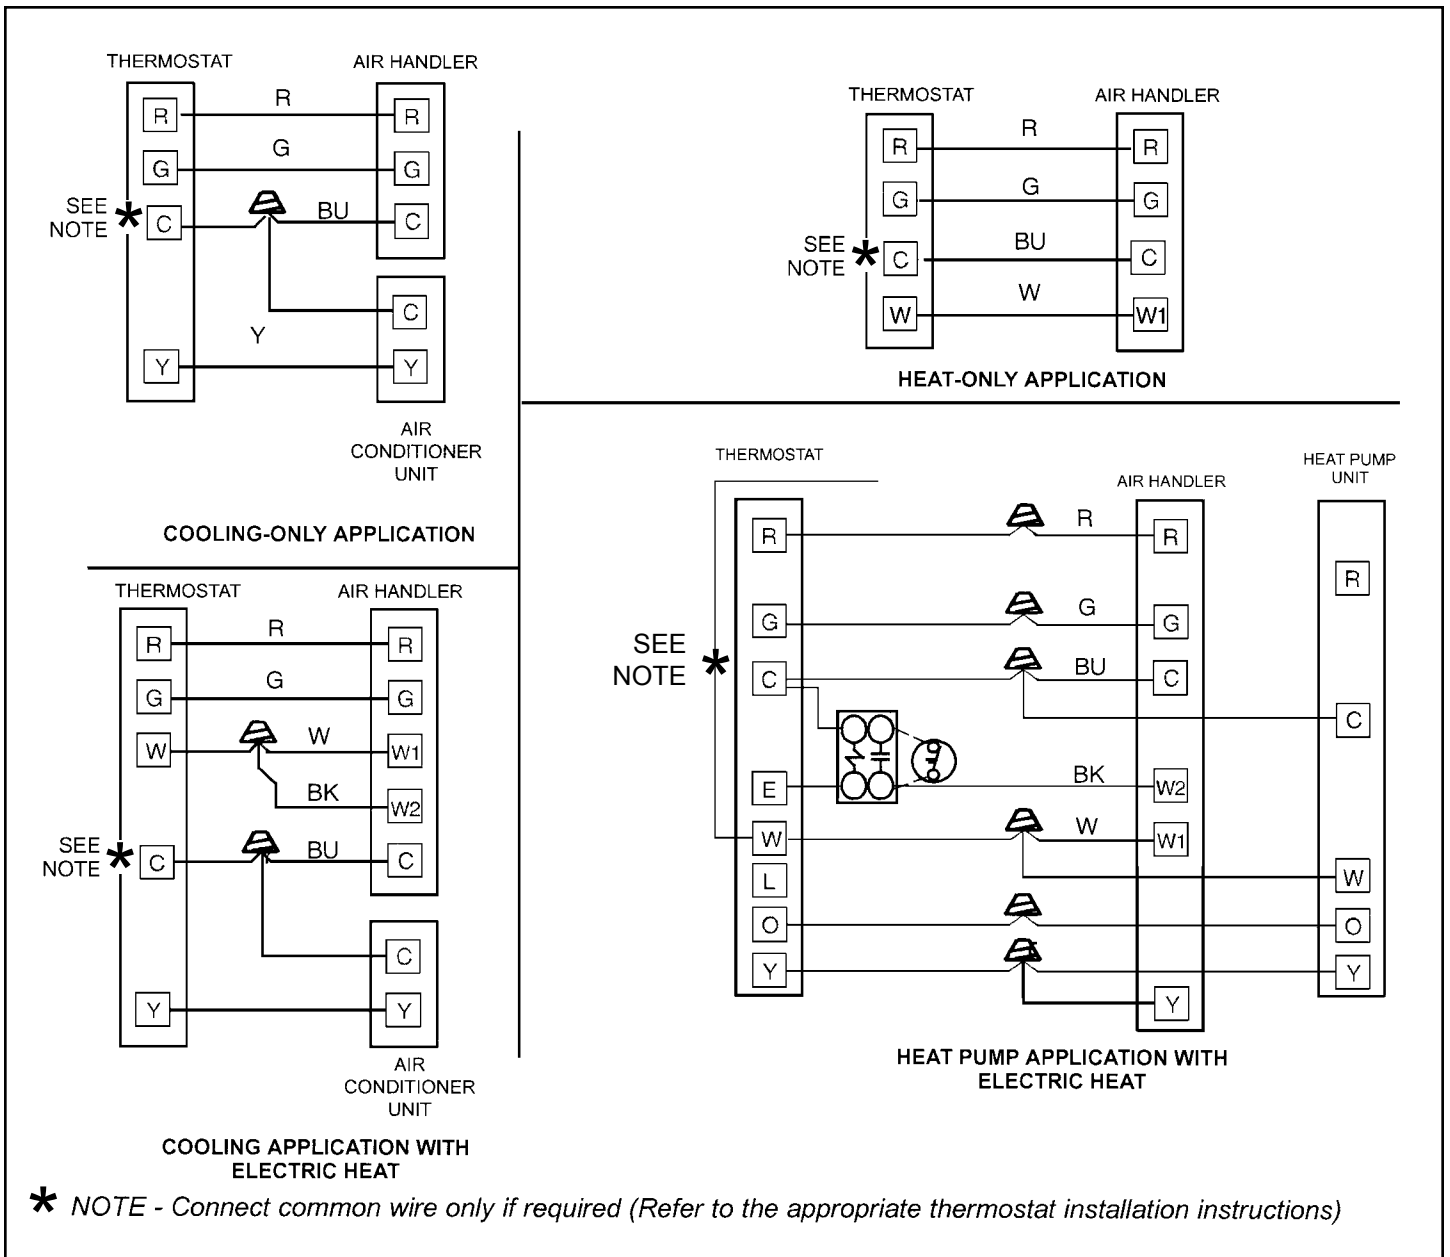 THERMOSTAT AIR HANDLER
R R R
G G G
SEE
NOTE * C BU C
C
Y Y Y
AIR
CONDITIONER
UNIT
COOLING-ONLY APPLICATION
THERMOSTAT AIR HANDLER
R R R
G G G
SEE
NOTE * C BU C
W W W1
HEAT-ONLY APPLICATION
THERMOSTAT AIR HANDLER
R R R
G G G
W W W1
BK W2
SEE
NOTE * C BU C
C
Y Y
AIR
CONDITIONER
UNIT
COOLING APPLICATION WITH
ELECTRIC HEAT
THERMOSTAT AIR HANDLER HEAT PUMP
UNIT
R R R
R
G G G
SEE
NOTE * C BU C
C
E BK W2
W W W1
L W
O O
Y Y
Y
HEAT PUMP APPLICATION WITH
ELECTRIC HEAT
* NOTE - Connect common wire only if required (Refer to the appropriate thermostat installation instructions)